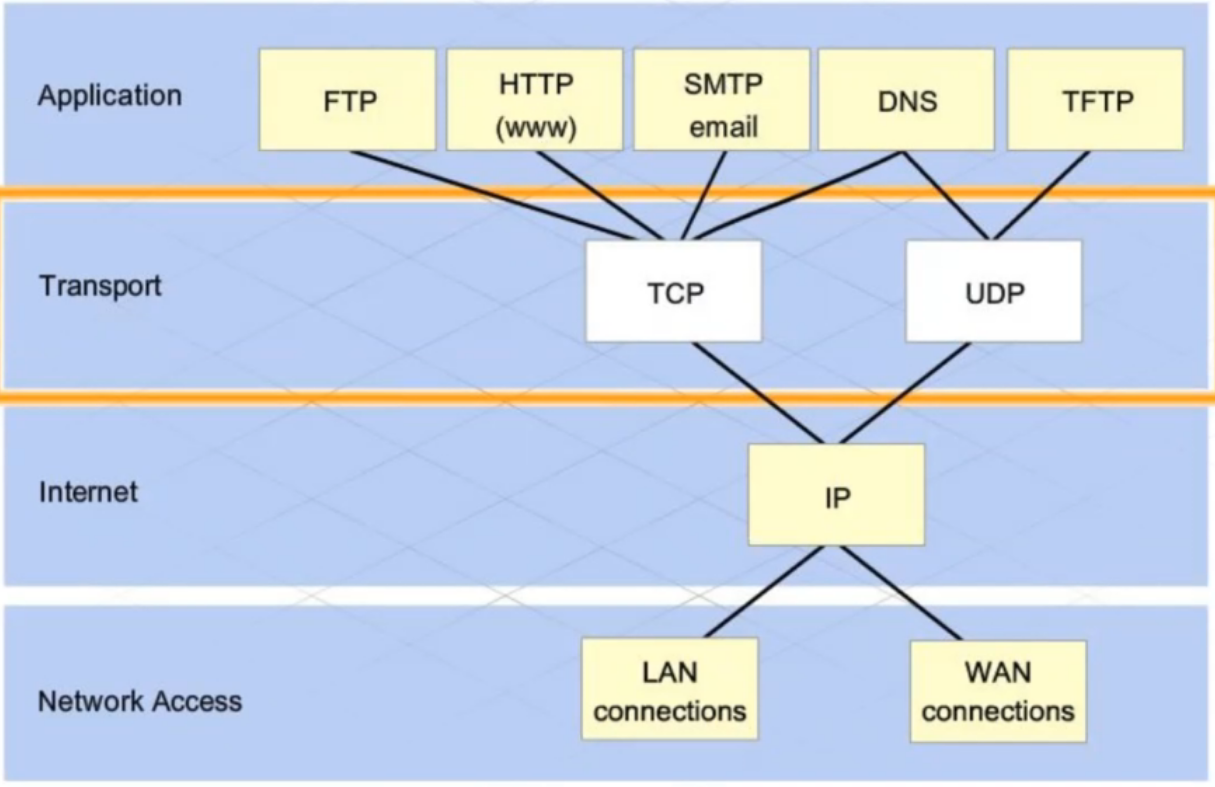 Application
FTP
HTTP
(www)
SMTP
email
DNS
TFTP
Transport
TCP
UDP
Internet
IP
Network Access
LAN
connections
WAN
connections